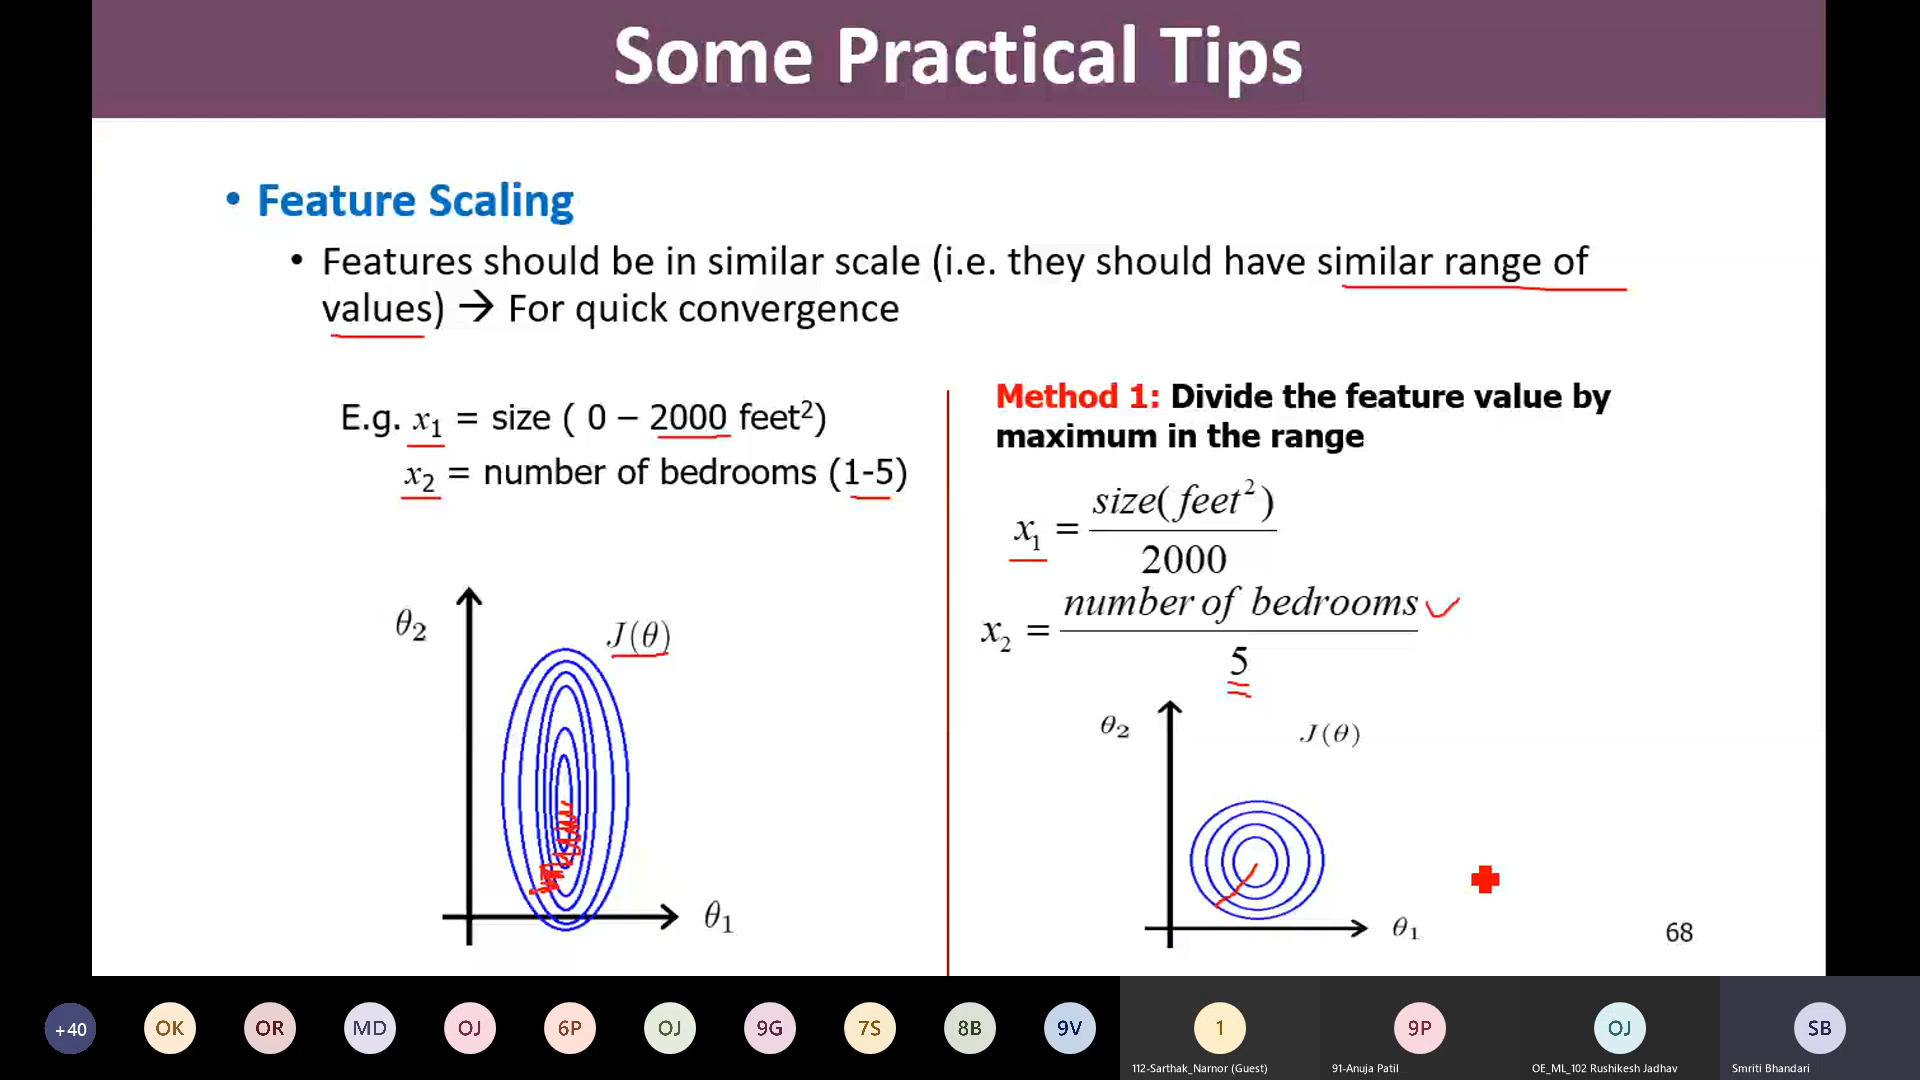 Some Practical Tips
• Feature Scaling
• Features should be in similar scale (i.e. they should have similar range of
values) → For quick convergence
E.g. x₁ = size ( 0 – 2000 feet²)
x₂ = number of bedrooms (1-5)
θ₂
J(θ)
θ₁
Method 1: Divide the feature value by
maximum in the range
x₁ = size(feet²)
2000
x₂ = number of bedrooms
5
θ₂
J(θ)
θ₁
68
+40 OK OR MD OJ 6P OJ 9G 7S 8B 9V 1 9P OJ SB
112-Sarthak_Narnor (Guest) 91-Anuja Patil OE_ML_102 Rushikesh Jadhav Smriti Bhandari